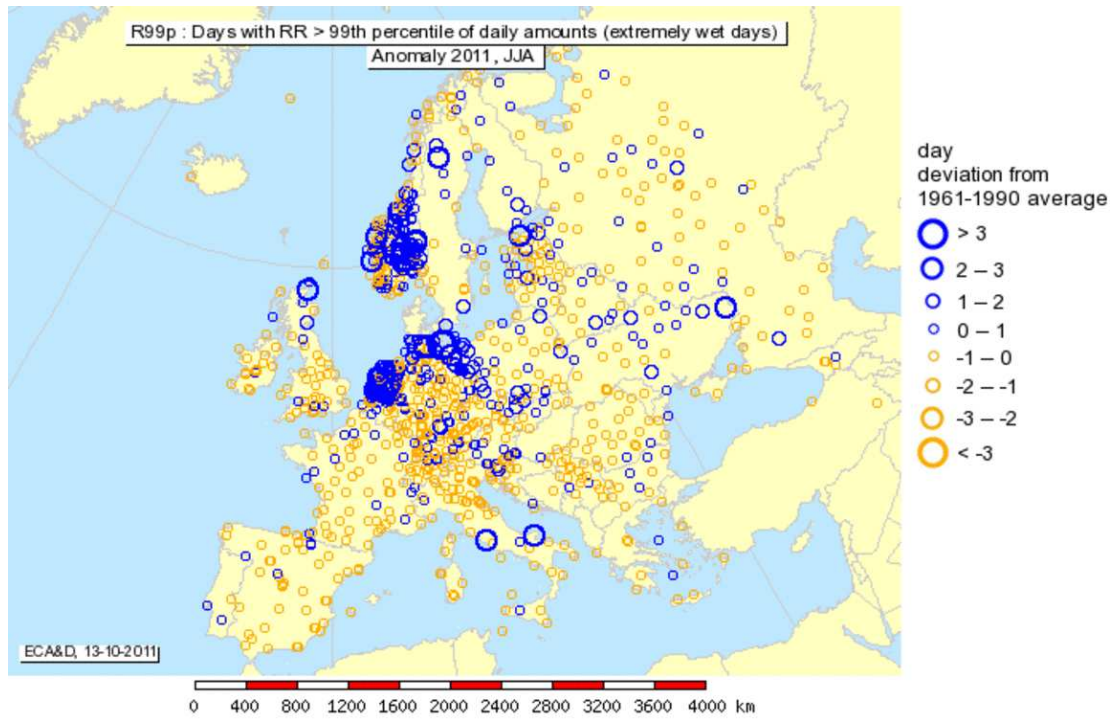 R99p : Days with RR > 99th percentile of daily amounts (extremely wet days)
Anomaly 2011, JJA
day
deviation from
1961-1990 average
> 3
2 – 3
1 – 2
0 – 1
-1 – 0
-2 – -1
-3 – -2
< -3
ECA&D, 13-10-2011
0 400 800 1200 1600 2000 2400 2800 3200 3600 4000 km